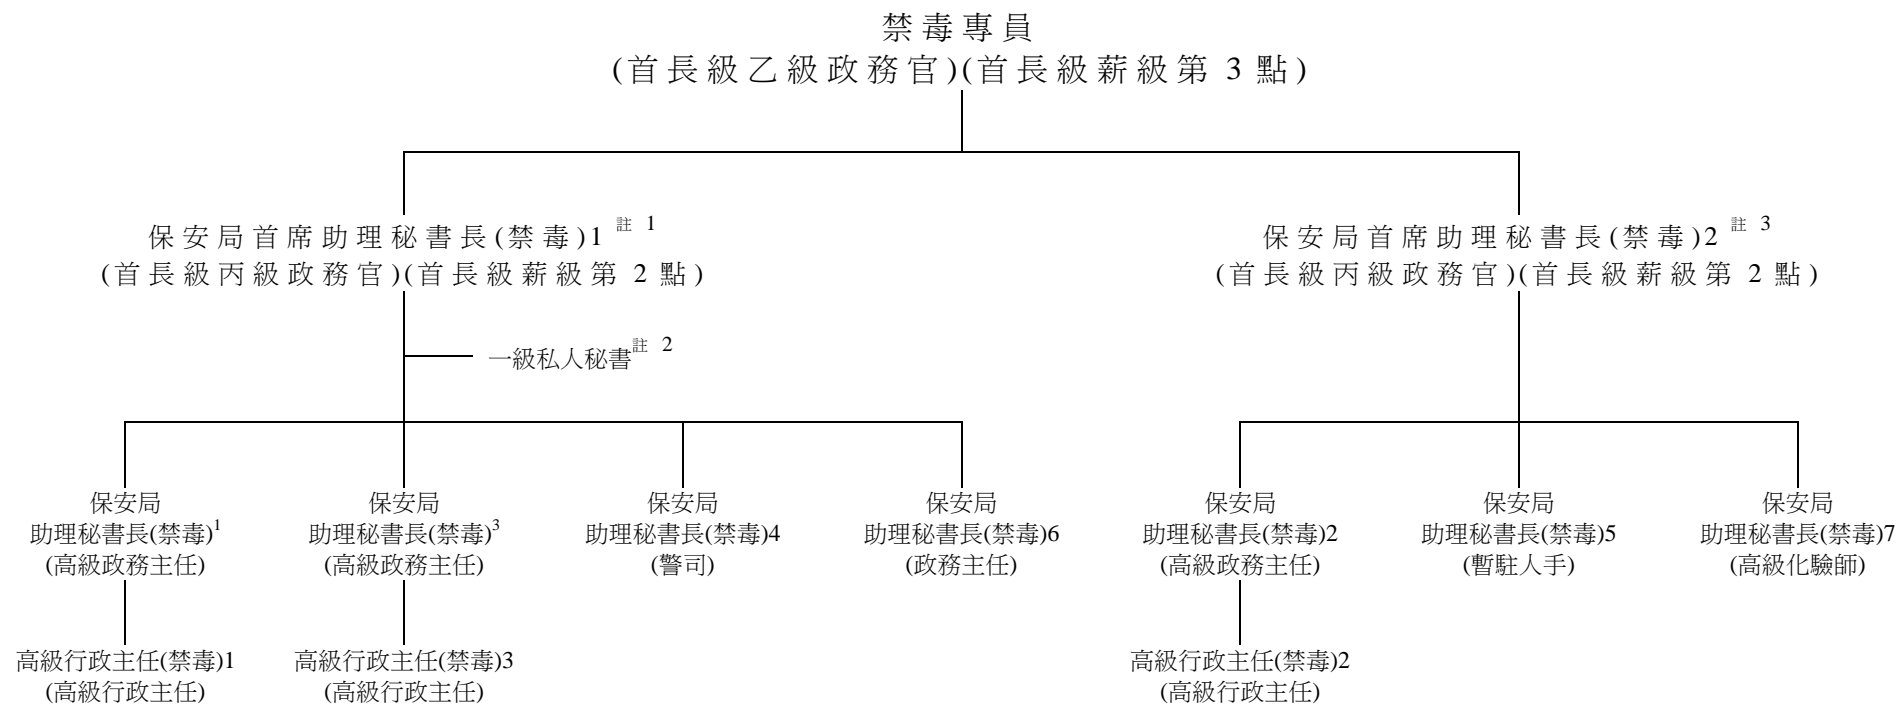 禁毒專員
(首長級乙級政務官)(首長級薪級第 3 點)
保安局首席助理秘書長(禁毒)1 註 1
(首長級丙級政務官)(首長級薪級第 2 點)
保安局首席助理秘書長(禁毒)2 註 3
(首長級丙級政務官)(首長級薪級第 2 點)
一級私人秘書註 2
保安局
助理秘書長(禁毒)1
(高級政務主任)
保安局
助理秘書長(禁毒)3
(高級政務主任)
保安局
助理秘書長(禁毒)4
(警司)
保安局
助理秘書長(禁毒)6
(政務主任)
保安局
助理秘書長(禁毒)2
(高級政務主任)
保安局
助理秘書長(禁毒)5
(暫駐人手)
保安局
助理秘書長(禁毒)7
(高級化驗師)
高級行政主任(禁毒)1
(高級行政主任)
高級行政主任(禁毒)3
(高級行政主任)
高級行政主任(禁毒)2
(高級行政主任)